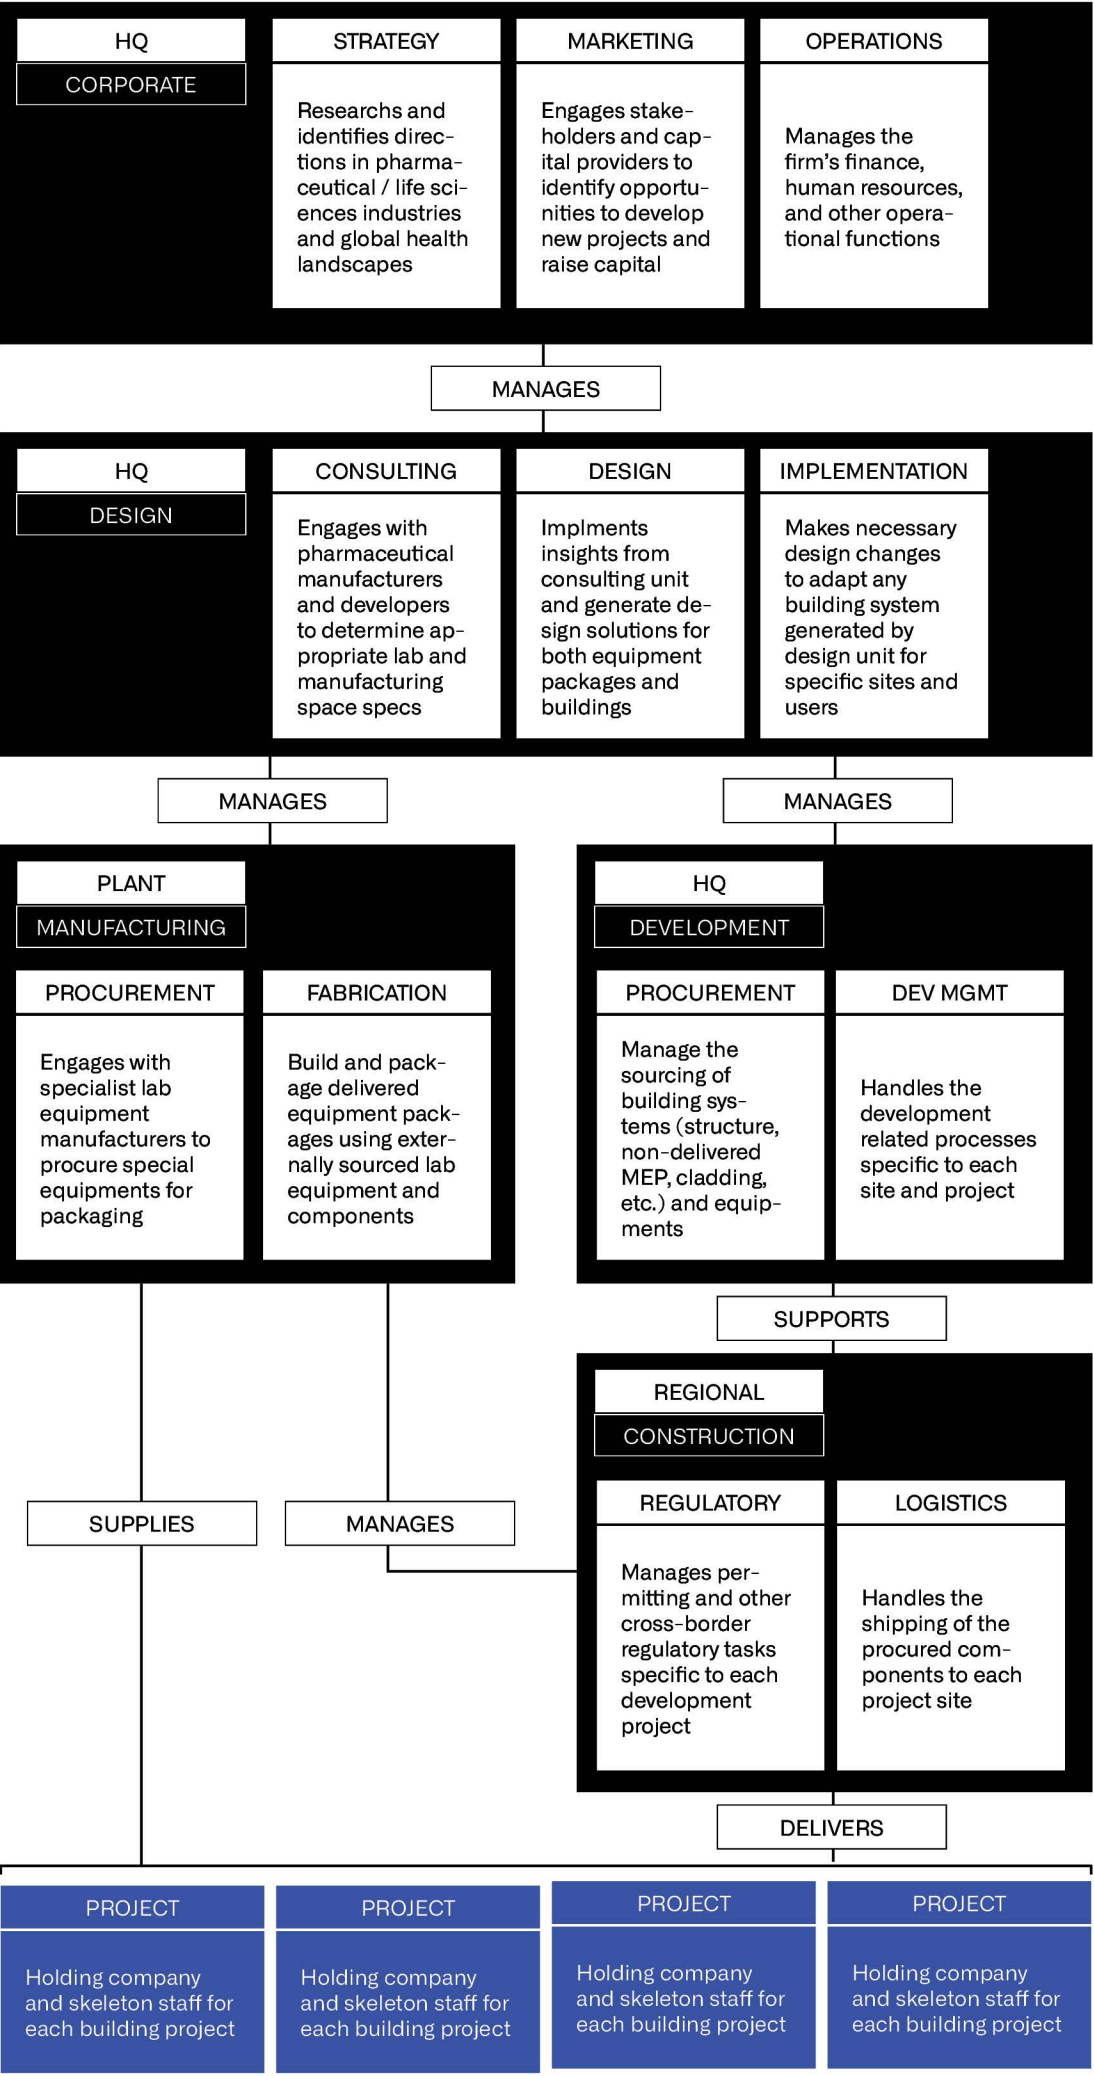 HQ
CORPORATE
STRATEGY
Researchs and
identifies direc-
tions in pharma-
ceutical / life sci-
ences industries
and global health
landscapes
MARKETING
Engages stake-
holders and cap-
ital providers to
identify opportu-
nities to develop
new projects and
raise capital
OPERATIONS
Manages the
firm's finance,
human resources,
and other opera-
tional functions
MANAGES
HQ
DESIGN
CONSULTING
Engages with
pharmaceutical
manufacturers
and developers
to determine ap-
propriate lab and
manufacturing
space specs
DESIGN
Implments
insights from
consulting unit
and generate de-
sign solutions for
both equipment
packages and
buildings
IMPLEMENTATION
Makes necessary
design changes
to adapt any
building system
generated by
design unit for
specific sites and
users
MANAGES
MANAGES
PLANT
MANUFACTURING
PROCUREMENT
Engages with
specialist lab
equipment
manufacturers to
procure special
equipments for
packaging
FABRICATION
Build and pack-
age delivered
equipment pack-
ages using exter-
nally sourced lab
equipment and
components
HQ
DEVELOPMENT
PROCUREMENT
Manage the
sourcing of
building sys-
tems (structure,
non-delivered
MEP, cladding,
etc.) and equip-
ments
DEV MGMT
Handles the
development
related processes
specific to each
site and project
SUPPORTS
REGIONAL
CONSTRUCTION
REGULATORY
Manages per-
mitting and other
cross-border
regulatory tasks
specific to each
development
project
LOGISTICS
Handles the
shipping of the
procured com-
ponents to each
project site
SUPPLIES
MANAGES
DELIVERS
PROJECT
Holding company
and skeleton staff for
each building project
PROJECT
Holding company
and skeleton staff for
each building project
PROJECT
Holding company
and skeleton staff for
each building project
PROJECT
Holding company
and skeleton staff for
each building project